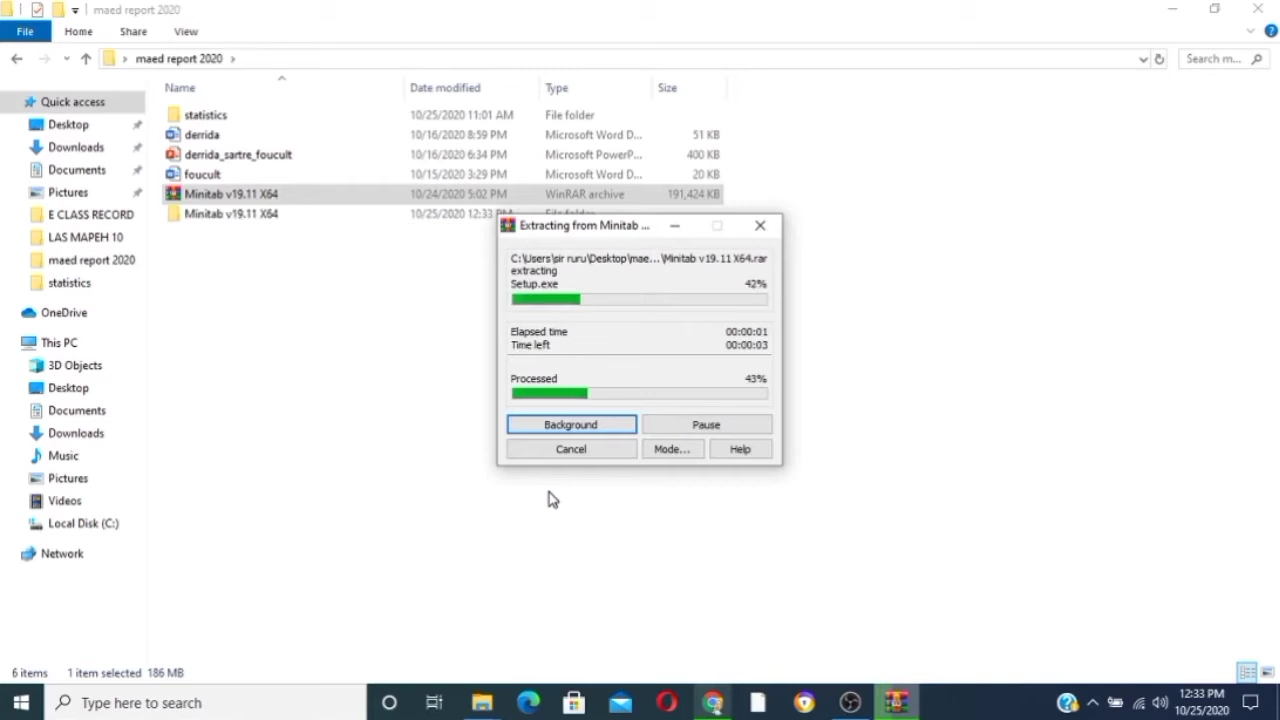 maed report 2020
File Home Share View
maed report 2020
Search m...
Name Date modified Type Size
Quick access
Desktop
Downloads
Documents
Pictures
E CLASS RECORD
LAS MAPEH 10
maed report 2020
statistics
OneDrive
This PC
3D Objects
Desktop
Documents
Downloads
Music
Pictures
Videos
Local Disk (C:)
Network
statistics 10/25/2020 11:01 AM File folder
derrida 10/16/2020 8:59 PM Microsoft Word D... 51 KB
derrida_sartre_foucult 10/16/2020 6:34 PM Microsoft PowerP... 400 KB
foucult 10/15/2020 3:29 PM Microsoft Word D... 20 KB
Minitab v19.11 X64 10/24/2020 5:02 PM WinRAR archive 191,424 KB
Minitab v19.11 X64 10/25/2020 12:33 PM File folder
Extracting from Minitab ...
C:\Users\sir ruru\Desktop\mae...\Minitab v19.11 X64.rar
extracting
Setup.exe 42%
Elapsed time 00:00:01
Time left 00:00:03
Processed 43%
Background Pause
Cancel Mode... Help
6 items 1 item selected 186 MB
Type here to search
12:33 PM
10/25/2020